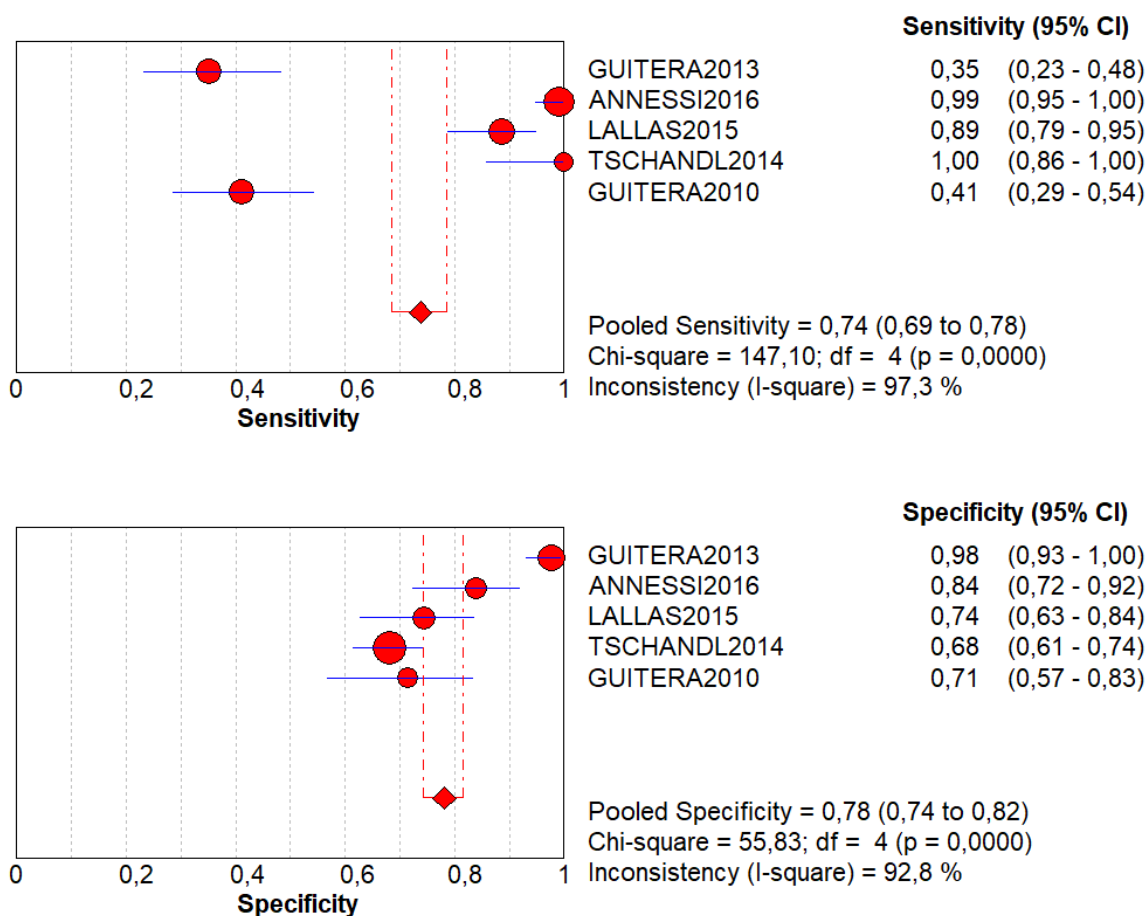 Sensitivity (95% CI)
GUITERA2013 0,35 (0,23 - 0,48)
ANNESSI2016 0,99 (0,95 - 1,00)
LALLAS2015 0,89 (0,79 - 0,95)
TSCHANDL2014 1,00 (0,86 - 1,00)
GUITERA2010 0,41 (0,29 - 0,54)
Pooled Sensitivity = 0,74 (0,69 to 0,78)
Chi-square = 147,10; df = 4 (p = 0,0000)
Inconsistency (I-square) = 97,3 %
0 0,2 0,4 0,6 0,8 1
Sensitivity
Specificity (95% CI)
GUITERA2013 0,98 (0,93 - 1,00)
ANNESSI2016 0,84 (0,72 - 0,92)
LALLAS2015 0,74 (0,63 - 0,84)
TSCHANDL2014 0,68 (0,61 - 0,74)
GUITERA2010 0,71 (0,57 - 0,83)
Pooled Specificity = 0,78 (0,74 to 0,82)
Chi-square = 55,83; df = 4 (p = 0,0000)
Inconsistency (I-square) = 92,8 %
0 0,2 0,4 0,6 0,8 1
Specificity